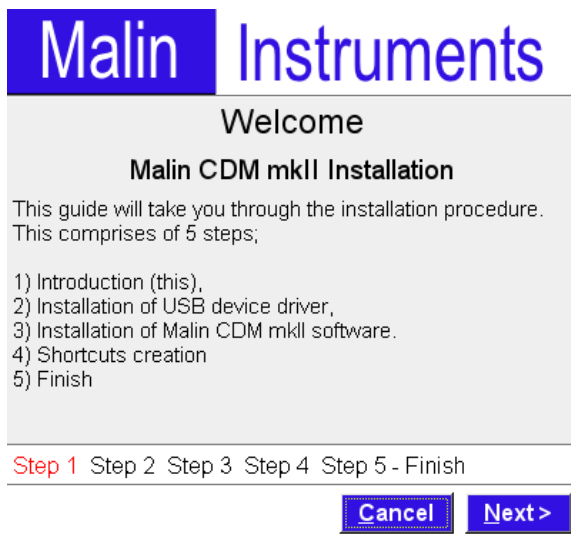 Malin Instruments
Welcome
Malin CDM mkII Installation
This guide will take you through the installation procedure.
This comprises of 5 steps;
1) Introduction (this),
2) Installation of USB device driver,
3) Installation of Malin CDM mkII software.
4) Shortcuts creation
5) Finish
Step 1 Step 2 Step 3 Step 4 Step 5 - Finish
Cancel Next >